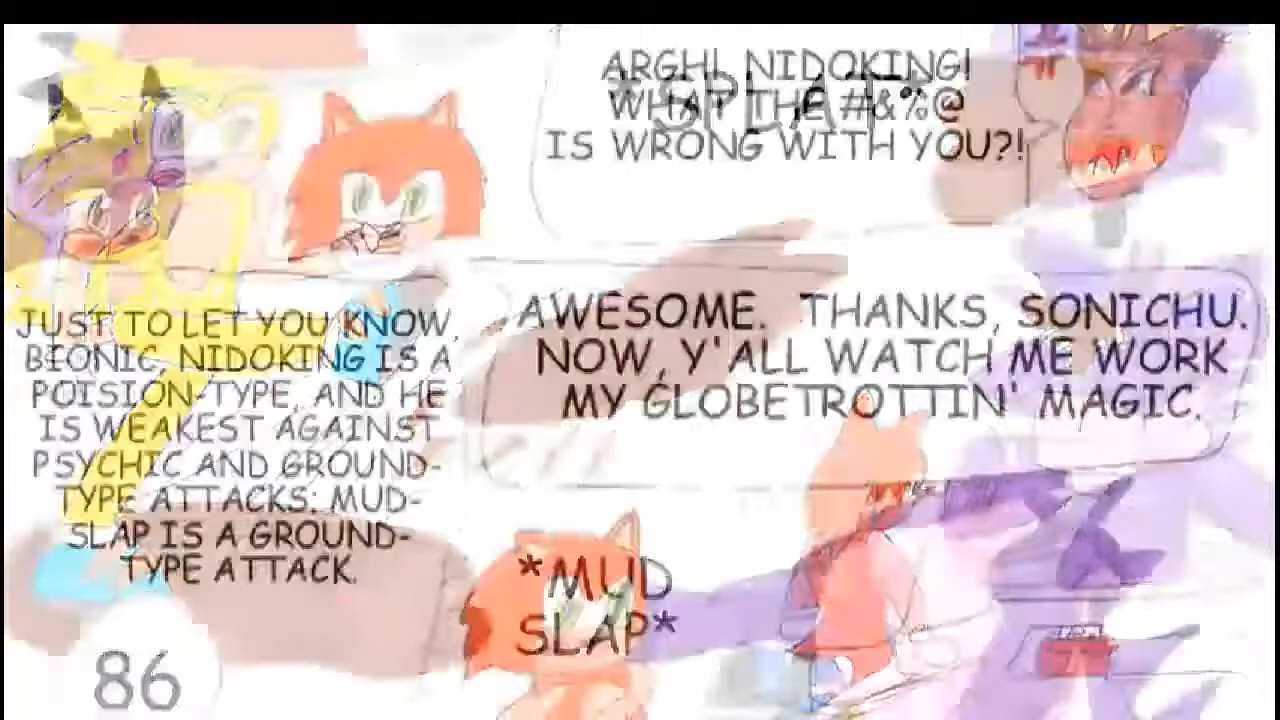 ARGH! NIDOKING!
WHAT THE #&%@
IS WRONG WITH YOU?!
*SPLAT*
JUST TO LET YOU KNOW,
BIONIC, NIDOKING IS A
POISION-TYPE, AND HE
IS WEAKEST AGAINST
PSYCHIC AND GROUND-
TYPE ATTACKS. MUD-
SLAP IS A GROUND-
TYPE ATTACK.
AWESOME. THANKS, SONICHU.
NOW, Y'ALL WATCH ME WORK
MY GLOBETROTTIN' MAGIC.
*MUD
SLAP*
86